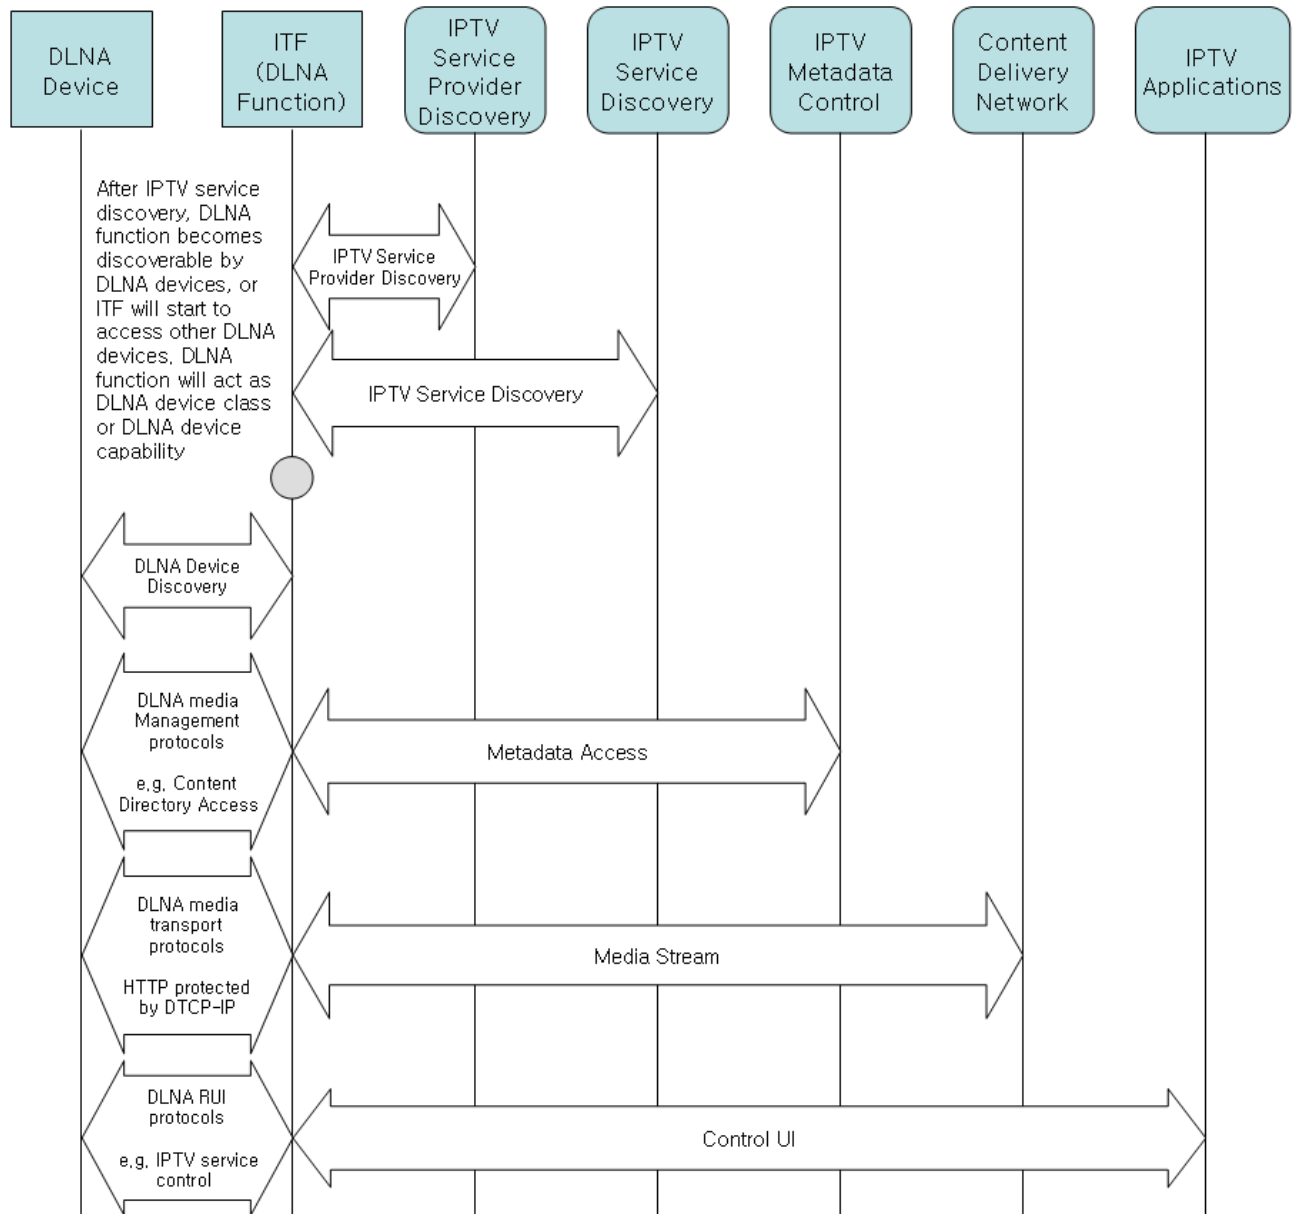 DLNA
Device
ITF
(DLNA
Function)
IPTV
Service
Provider
Discovery
IPTV
Service
Discovery
IPTV
Metadata
Control
Content
Delivery
Network
IPTV
Applications
After IPTV service
discovery, DLNA
function becomes
discoverable by
DLNA devices, or
ITF will start to
access other DLNA
devices. DLNA
function will act as
DLNA device class
or DLNA device
capability
IPTV Service
Provider Discovery
IPTV Service Discovery
DLNA Device
Discovery
DLNA media
Management
protocols
e.g. Content
Directory Access
Metadata Access
DLNA media
transport
protocols
HTTP protected
by DTCP-IP
Media Stream
DLNA RUI
protocols
e.g. IPTV service
control
Control UI